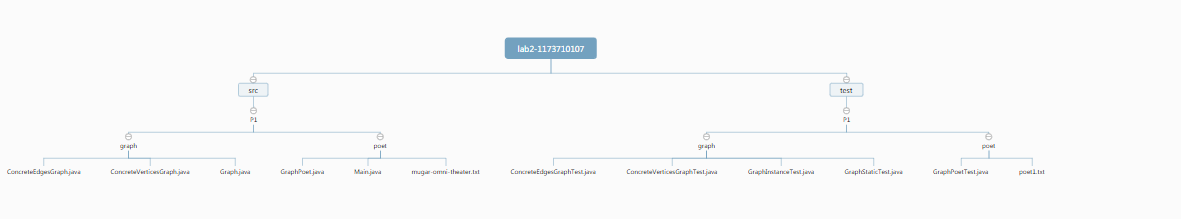 lab2-1173710107
src
test
P1
P1
graph
poet
graph
poet
ConcreteEdgesGraph.java
ConcreteVerticesGraph.java
Graph.java
GraphPoet.java
Main.java
mugar-omni-theater.txt
ConcreteEdgesGraphTest.java
ConcreteVerticesGraphTest.java
GraphInstanceTest.java
GraphStaticTest.java
GraphPoetTest.java
poet1.txt